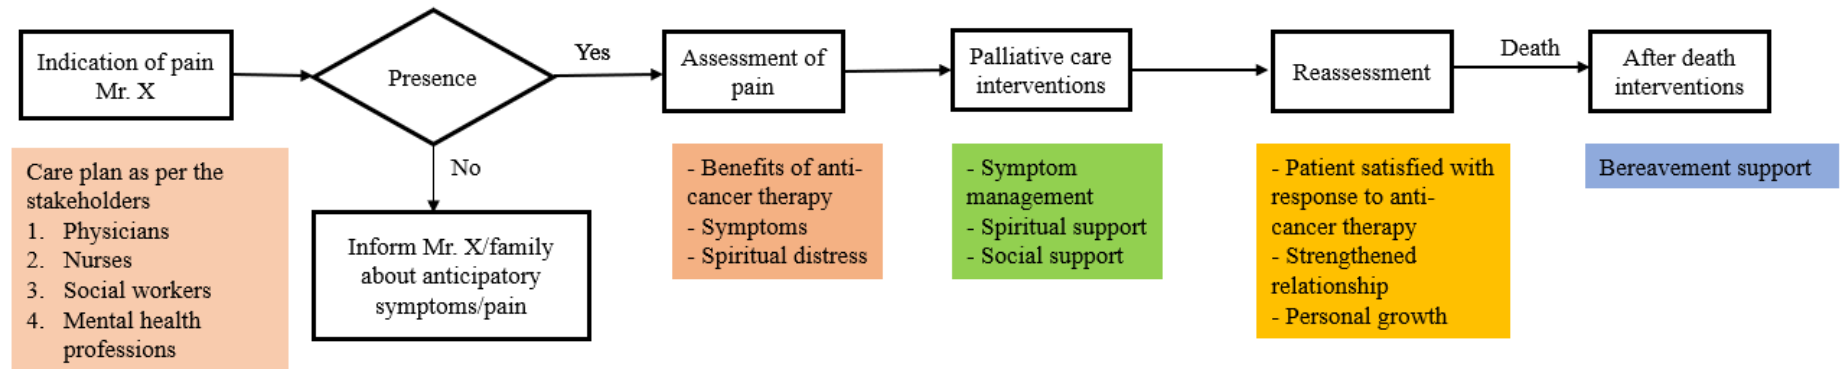 Indication of pain
Mr. X
Presence
Yes
No
Assessment of
pain
Palliative care
interventions
Reassessment
Death
After death
interventions
Care plan as per the
stakeholders
1. Physicians
2. Nurses
3. Social workers
4. Mental health
professions
Inform Mr. X/family
about anticipatory
symptoms/pain
- Benefits of anti-
cancer therapy
- Symptoms
- Spiritual distress
- Symptom
management
- Spiritual support
- Social support
- Patient satisfied with
response to anti-
cancer therapy
- Strengthened
relationship
- Personal growth
Bereavement support